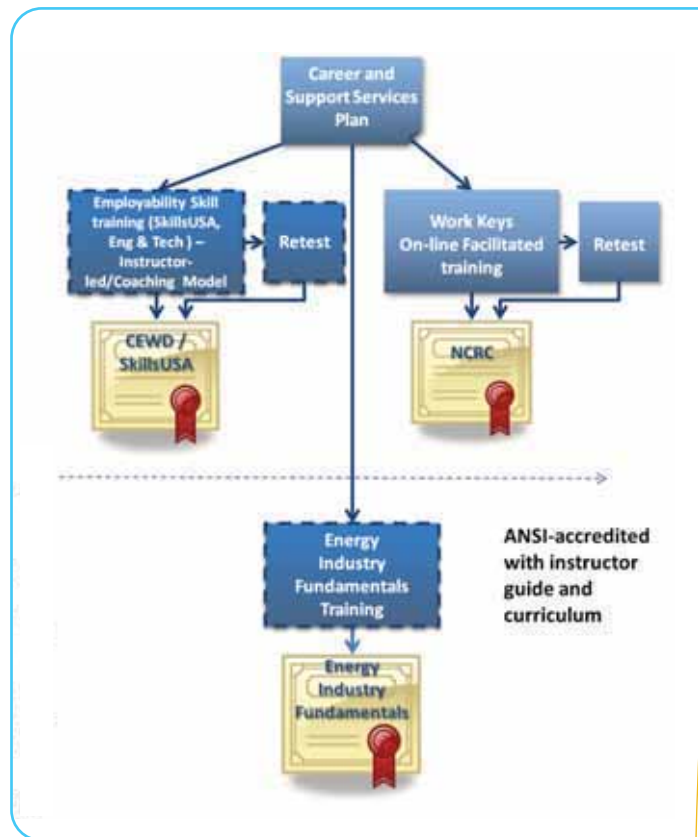 Career and
Support Services
Plan
Employability Skill
training (SkillsUSA,
Eng & Tech ) –
Instructor-
led/Coaching Model
Retest
Work Keys
On-line Facilitated
training
Retest
CEWD /
SkillsUSA
NCRC
Energy
Industry
Fundamentals
Training
ANSI-accredited
with instructor
guide and
curriculum
Energy
Industry
Fundamentals